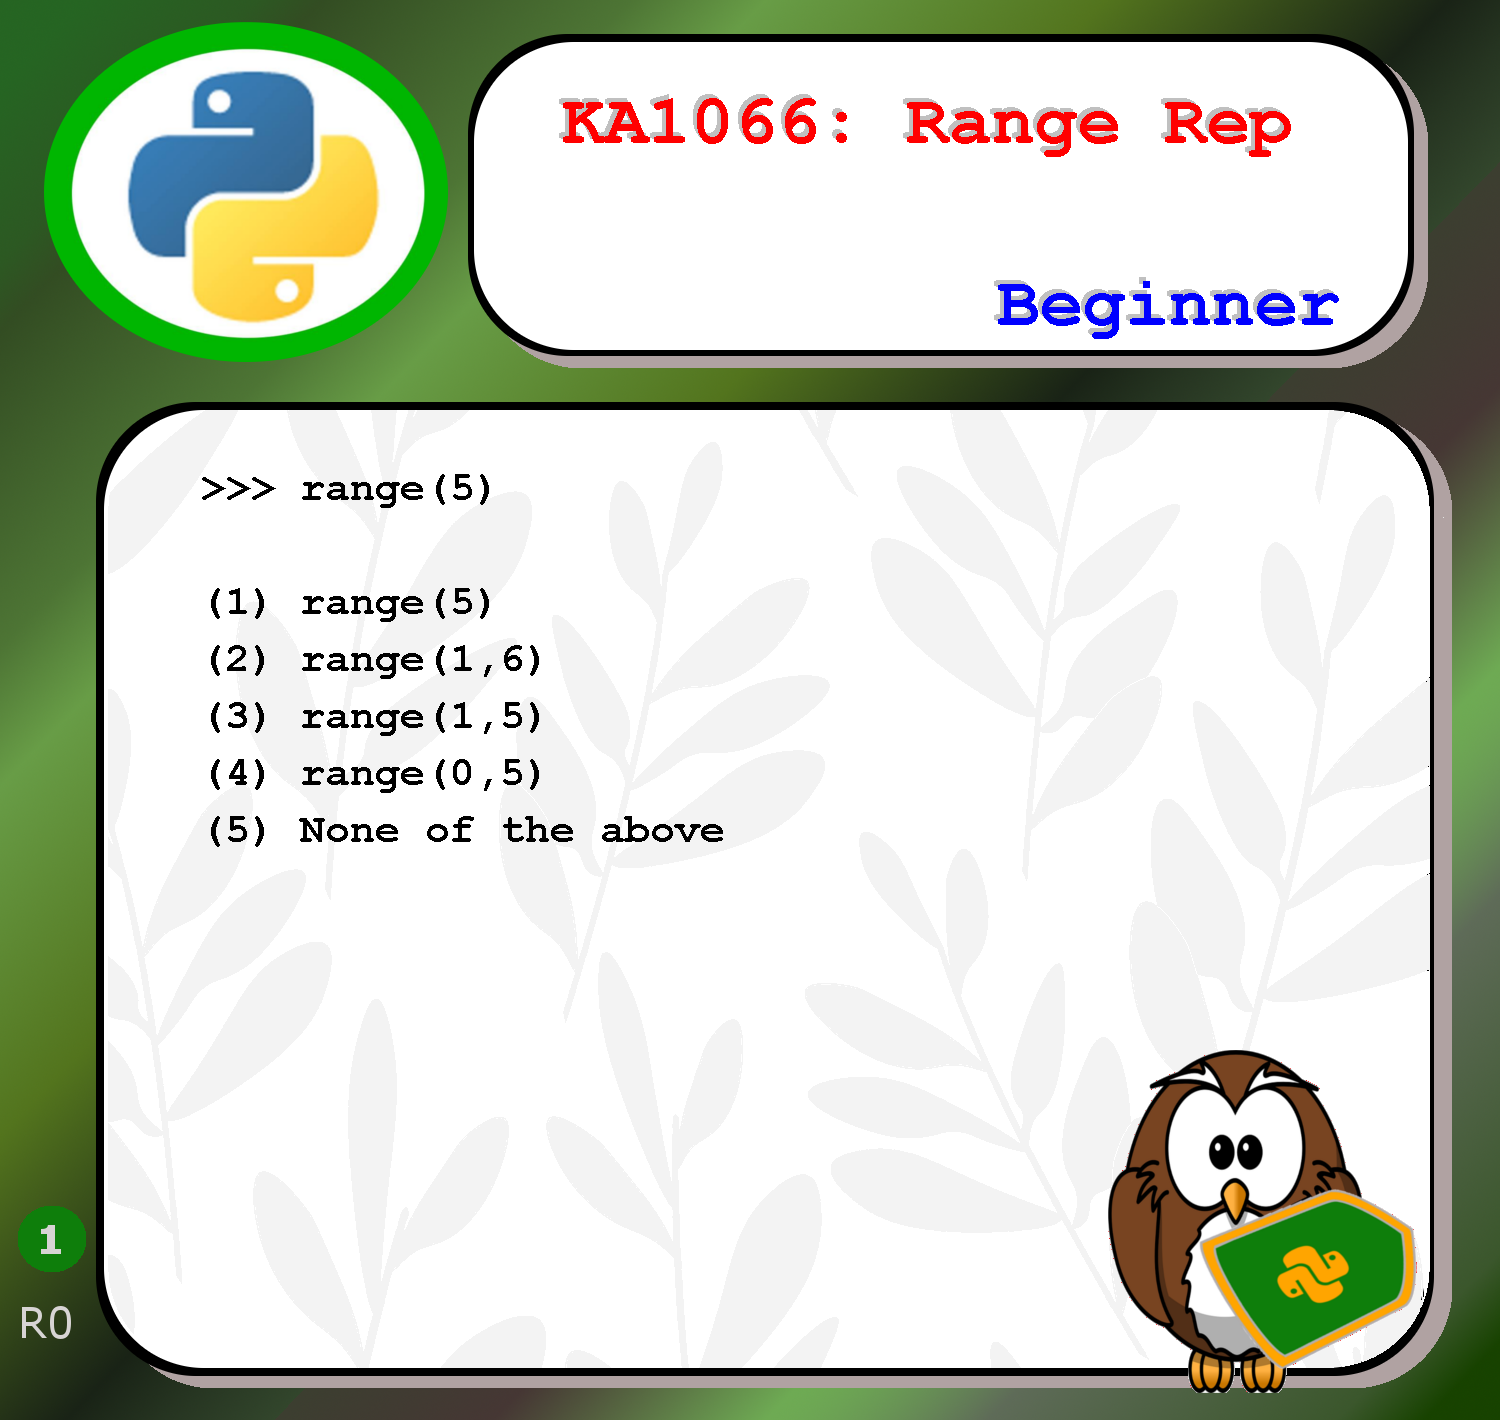 KA1066: Range Rep
Beginner
>>> range(5)
(1) range(5)
(2) range(1,6)
(3) range(1,5)
(4) range(0,5)
(5) None of the above
1
R0